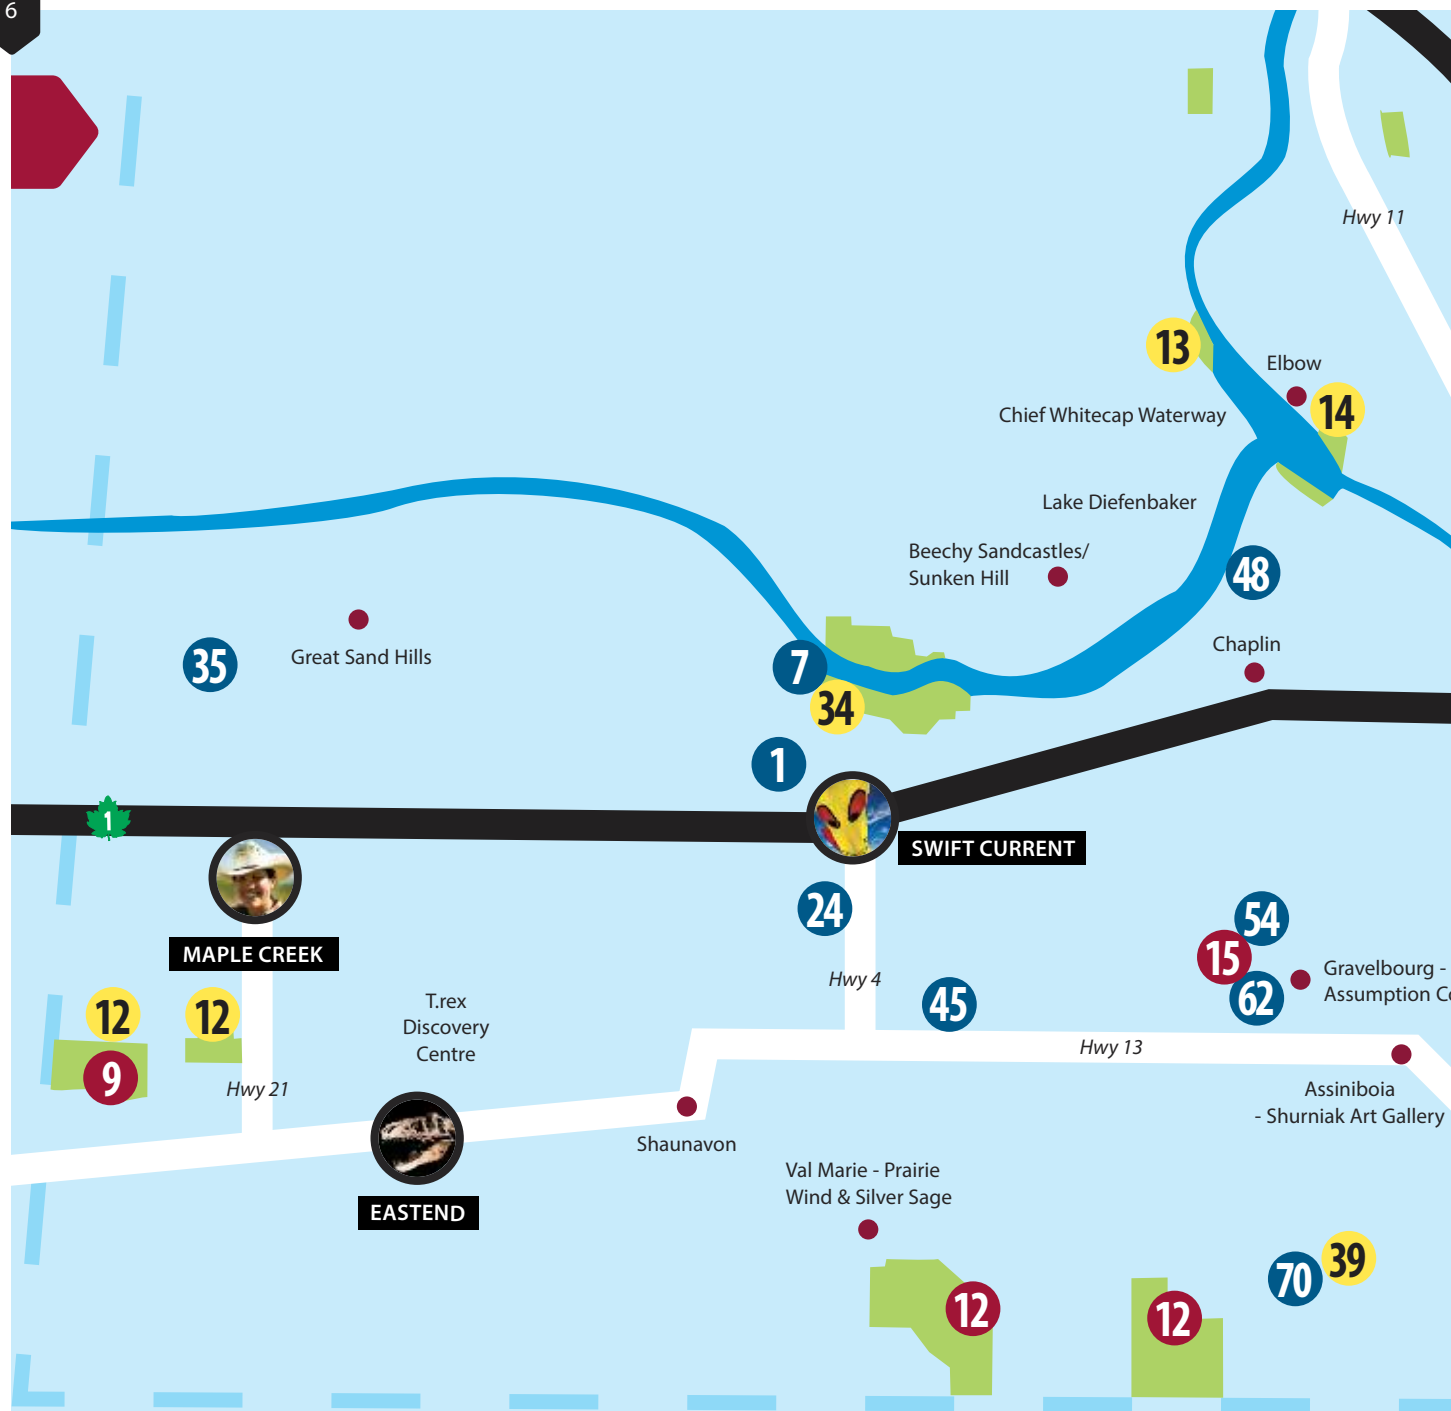 6
Hwy 11
13
Elbow
14
Chief Whitecap Waterway
Lake Diefenbaker
Beechy Sandcastles/
Sunken Hill
48
Chaplin
35
Great Sand Hills
7
34
1
1
SWIFT CURRENT
24
MAPLE CREEK
54
15
Gravelbourg -
Assumption
62
Hwy 4
45
12
12
T.rex
Discovery
Centre
Hwy 13
9
Hwy 21
Assiniboia
- Shurniak Art Gallery
Shaunavon
EASTEND
Val Marie - Prairie
Wind & Silver Sage
39
70
12
12